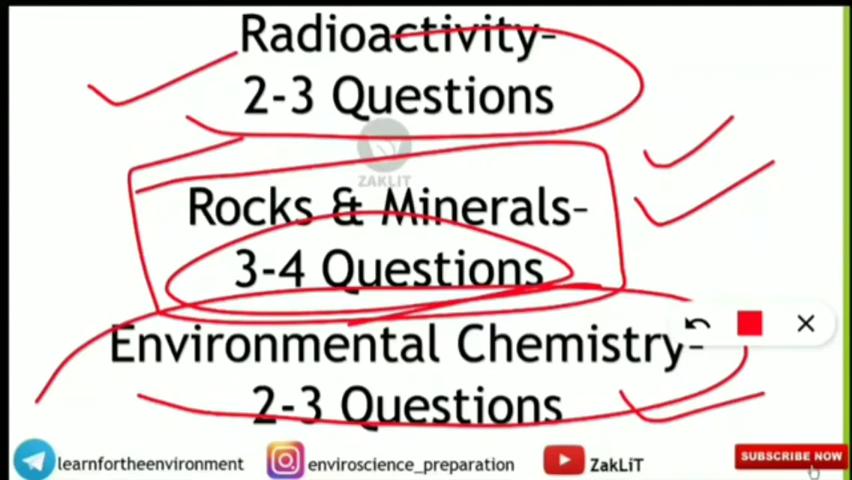 Radioactivity-
2-3 Questions
ZAKLIT
Rocks & Minerals-
3-4 Questions
Environmental Chemistry-
2-3 Questions
learnfortheenvironment enviroscience_preparation ZakLiT SUBSCRIBE NOW